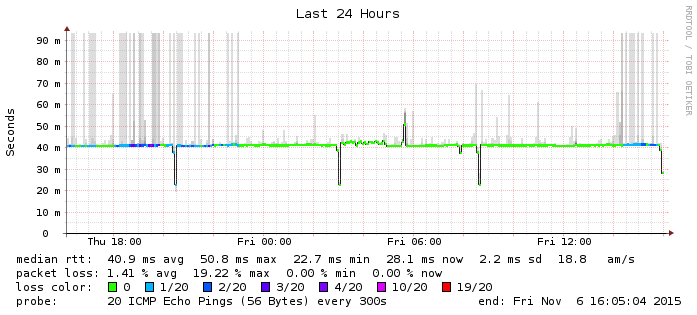 Last 24 Hours
RRDTOOL / TOBI OETIKER
Seconds
90 m
80 m
70 m
60 m
50 m
40 m
30 m
20 m
10 m
0
Thu 18:00 Fri 00:00 Fri 06:00 Fri 12:00
median rtt: 40.9 ms avg 50.8 ms max 22.7 ms min 28.1 ms now 2.2 ms sd 18.8 am/s
packet loss: 1.41 % avg 19.22 % max 0.00 % min 0.00 % now
loss color: 0 1/20 2/20 3/20 4/20 10/20 19/20
probe: 20 ICMP Echo Pings (56 Bytes) every 300s end: Fri Nov 6 16:05:04 2015